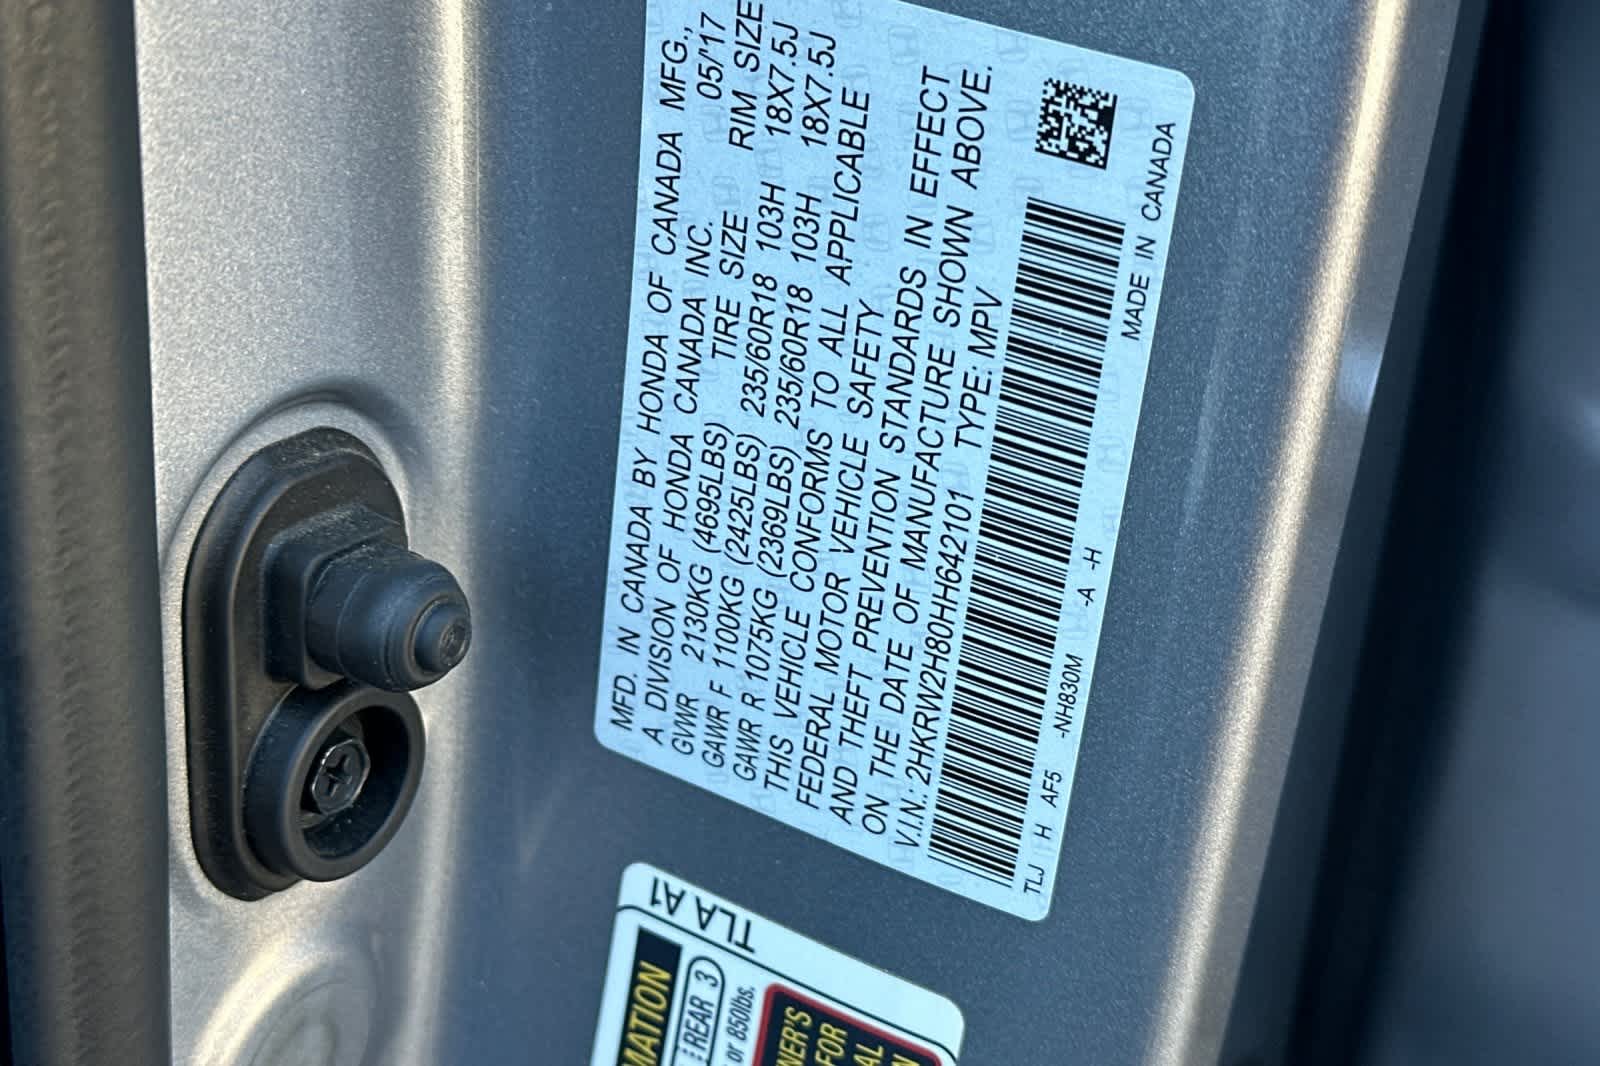 MFD. IN CANADA BY HONDA OF CANADA MFG.,
A DIVISION OF HONDA CANADA INC. 05/'17
GVWR 2130KG (4695LBS) TIRE SIZE RIM SIZE
GAWR F 1100KG (2425LBS) 235/60R18 103H 18X7.5J
GAWR R 1075KG (2369LBS) 235/60R18 103H 18X7.5J
THIS VEHICLE CONFORMS TO ALL APPLICABLE
FEDERAL MOTOR VEHICLE SAFETY
AND THEFT PREVENTION STANDARDS IN EFFECT
ON THE DATE OF MANUFACTURE SHOWN ABOVE.
V.I.N.: 2HKRW2H80HH642101 TYPE: MPV
TLJ H AF5 -NH830M -A -H
MADE IN CANADA
TLA A1
MATION
REAR 3
or 850lbs.
NER'S
FOR
AL